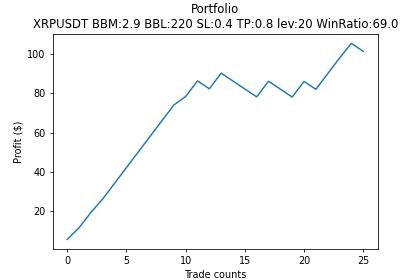 Portfolio
XRPUSDT BBM:2.9 BBL:220 SL:0.4 TP:0.8 lev:20 WinRatio:69.0
Profit ($)
100
80
60
40
20
0 5 10 15 20 25
Trade counts